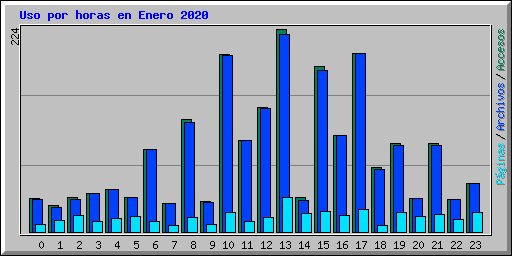 Uso por horas en Enero 2020
224
Páginas/Archivos/Accesos
0 1 2 3 4 5 6 7 8 9 10 11 12 13 14 15 16 17 18 19 20 21 22 23